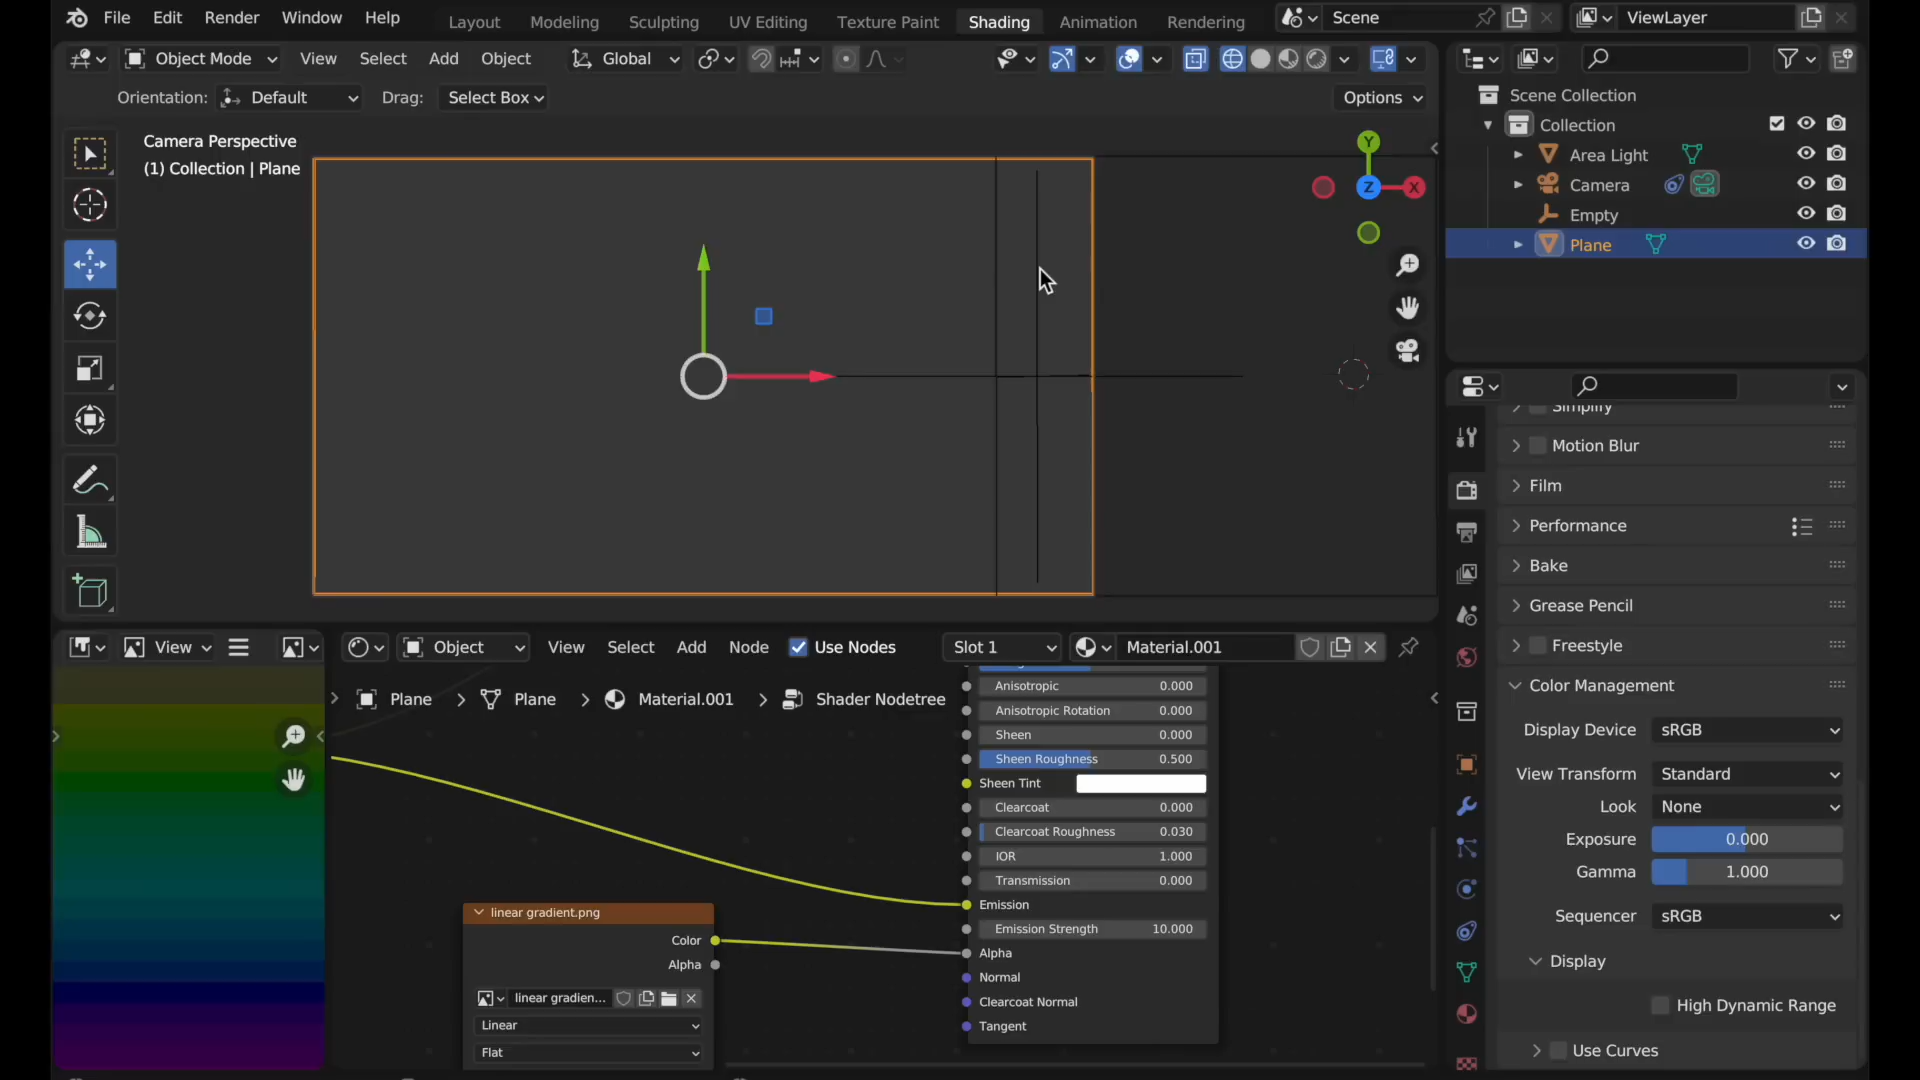 File Edit Render Window Help
Layout Modeling Sculpting UV Editing Texture Paint Shading Animation Rendering
Scene ViewLayer
Object Mode View Select Add Object Global
Orientation: Default Drag: Select Box Options
Camera Perspective
(1) Collection | Plane
Y
Z
X
Scene Collection
Collection
Area Light
Camera
Empty
Plane
Simplify
Motion Blur
Film
Performance
Bake
Grease Pencil
Freestyle
Color Management
Display Device sRGB
View Transform Standard
Look None
Exposure 0.000
Gamma 1.000
Sequencer sRGB
Display
High Dynamic Range
Use Curves
View
Object View Select Add Node Use Nodes Slot 1 Material.001
Plane Plane Material.001 Shader Nodetree
Anisotropic 0.000
Anisotropic Rotation 0.000
Sheen 0.000
Sheen Roughness 0.500
Sheen Tint
Clearcoat 0.000
Clearcoat Roughness 0.030
IOR 1.000
Transmission 0.000
Emission
Emission Strength 10.000
Alpha
Normal
Clearcoat Normal
Tangent
linear gradient.png
Color
Alpha
linear gradien...
Linear
Flat